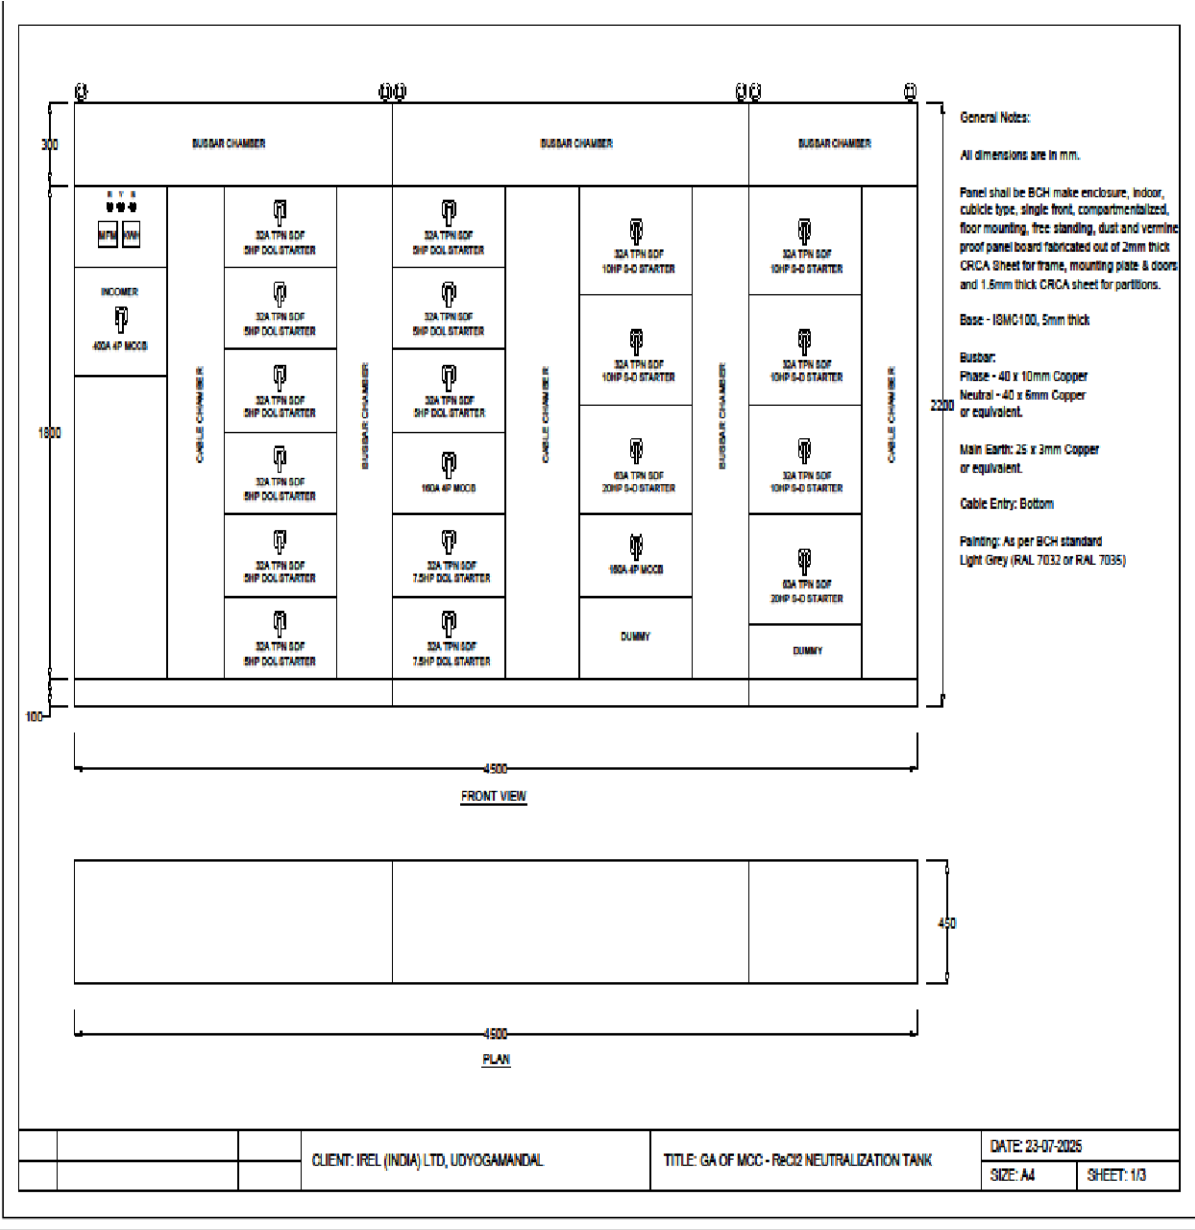 300
BUSBAR CHAMBER
BUSBAR CHAMBER
BUSBAR CHAMBER
R Y B
MFM KWH
INCOMER
400A 4P MCCB
1800
100
CABLE CHAMBER
32A TPN SDF
5HP DOL STARTER
32A TPN SDF
5HP DOL STARTER
32A TPN SDF
5HP DOL STARTER
32A TPN SDF
5HP DOL STARTER
32A TPN SDF
5HP DOL STARTER
32A TPN SDF
5HP DOL STARTER
BUSBAR CHAMBER
32A TPN SDF
5HP DOL STARTER
32A TPN SDF
5HP DOL STARTER
32A TPN SDF
5HP DOL STARTER
160A 4P MCCB
32A TPN SDF
7.5HP DOL STARTER
32A TPN SDF
7.5HP DOL STARTER
CABLE CHAMBER
32A TPN SDF
10HP S-D STARTER
32A TPN SDF
10HP S-D STARTER
63A TPN SDF
20HP S-D STARTER
160A 4P MCCB
DUMMY
BUSBAR CHAMBER
32A TPN SDF
10HP S-D STARTER
32A TPN SDF
10HP S-D STARTER
32A TPN SDF
10HP S-D STARTER
63A TPN SDF
20HP S-D STARTER
DUMMY
CABLE CHAMBER
2200
4500
FRONT VIEW
General Notes:
All dimensions are in mm.
Panel shall be BCH make enclosure, indoor,
cubicle type, single front, compartmentalized,
floor mounting, free standing, dust and vermine
proof panel board fabricated out of 2mm thick
CRCA Sheet for frame, mounting plate & doors
and 1.6mm thick CRCA sheet for partitions.
Base - ISMC100, 5mm thick
Busbar:
Phase - 40 x 10mm Copper
Neutral - 40 x 6mm Copper
or equivalent.
Main Earth: 25 x 3mm Copper
or equivalent.
Cable Entry: Bottom
Painting: As per BCH standard
Light Grey (RAL 7032 or RAL 7035)
450
4500
PLAN
CLIENT: IREL (INDIA) LTD, UDYOGAMANDAL
TITLE: GA OF MCC - ReCl2 NEUTRALIZATION TANK
DATE: 23-07-2025
SIZE: A4
SHEET: 1/3